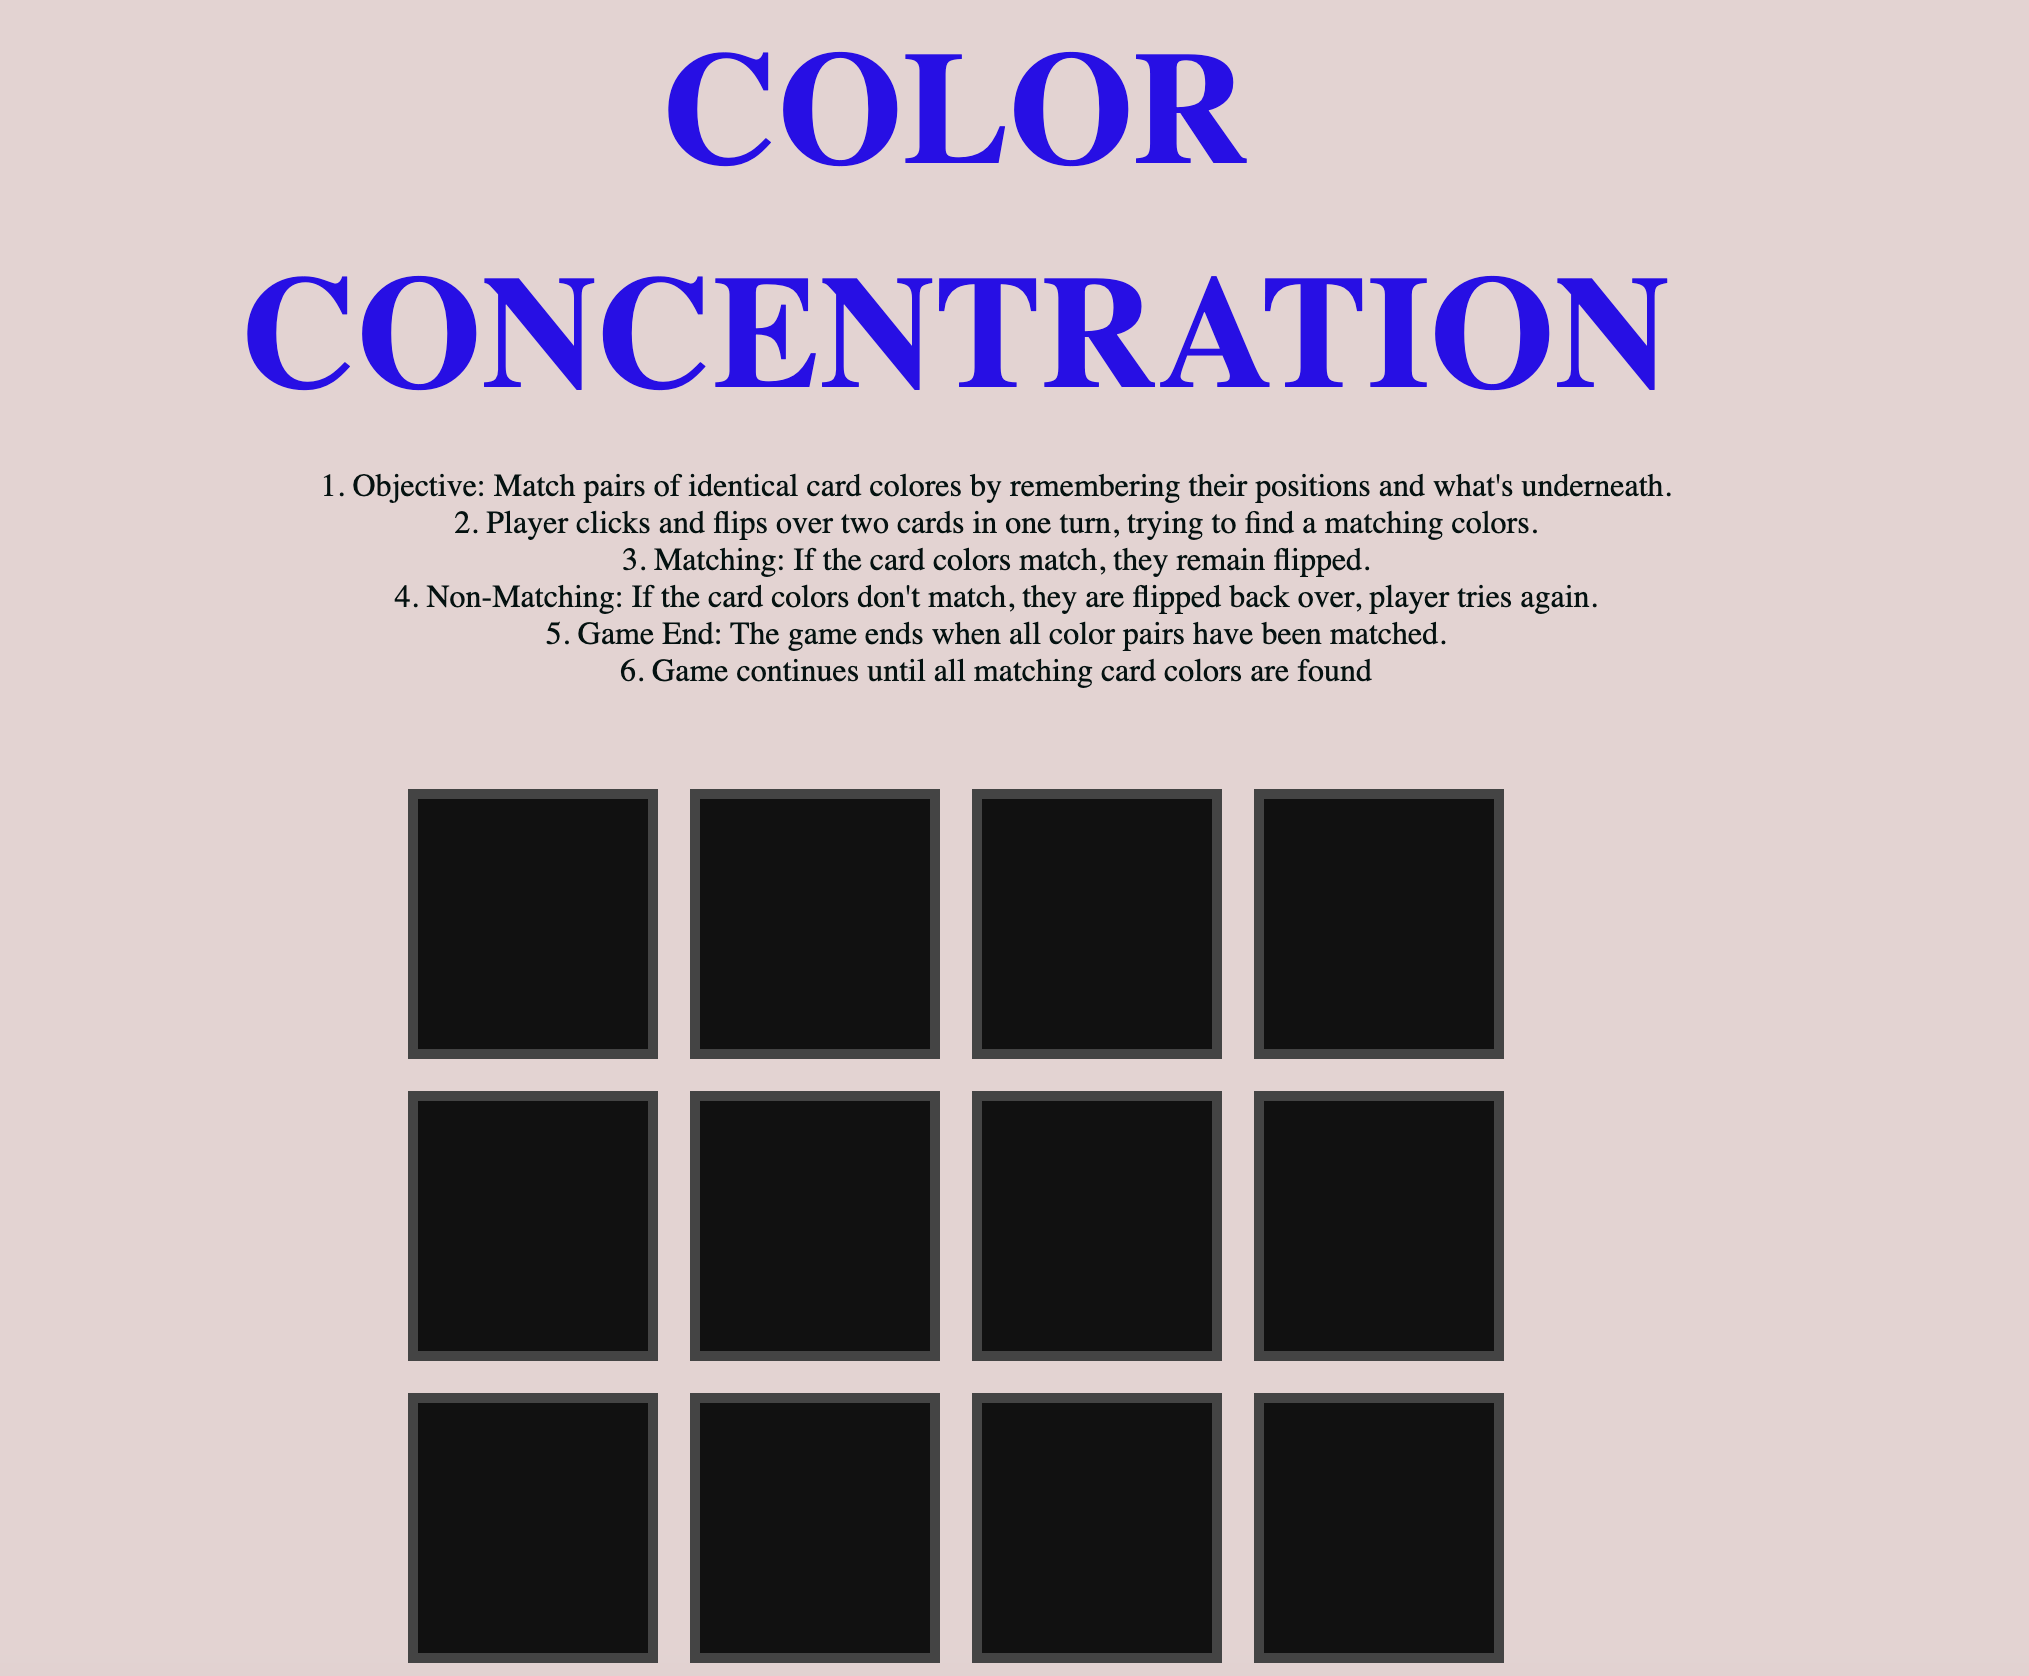 COLOR
CONCENTRATION
1. Objective: Match pairs of identical card colores by remembering their positions and what's underneath.
2. Player clicks and flips over two cards in one turn, trying to find a matching colors.
3. Matching: If the card colors match, they remain flipped.
4. Non-Matching: If the card colors don't match, they are flipped back over, player tries again.
5. Game End: The game ends when all color pairs have been matched.
6. Game continues until all matching card colors are found